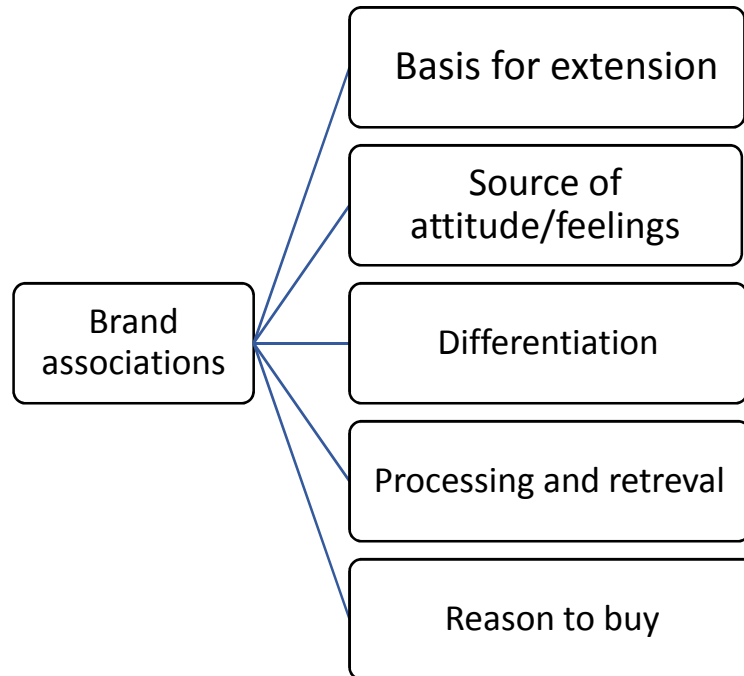 Basis for extension
Source of
attitude/feelings
Brand
associations
Differentiation
Processing and retreval
Reason to buy